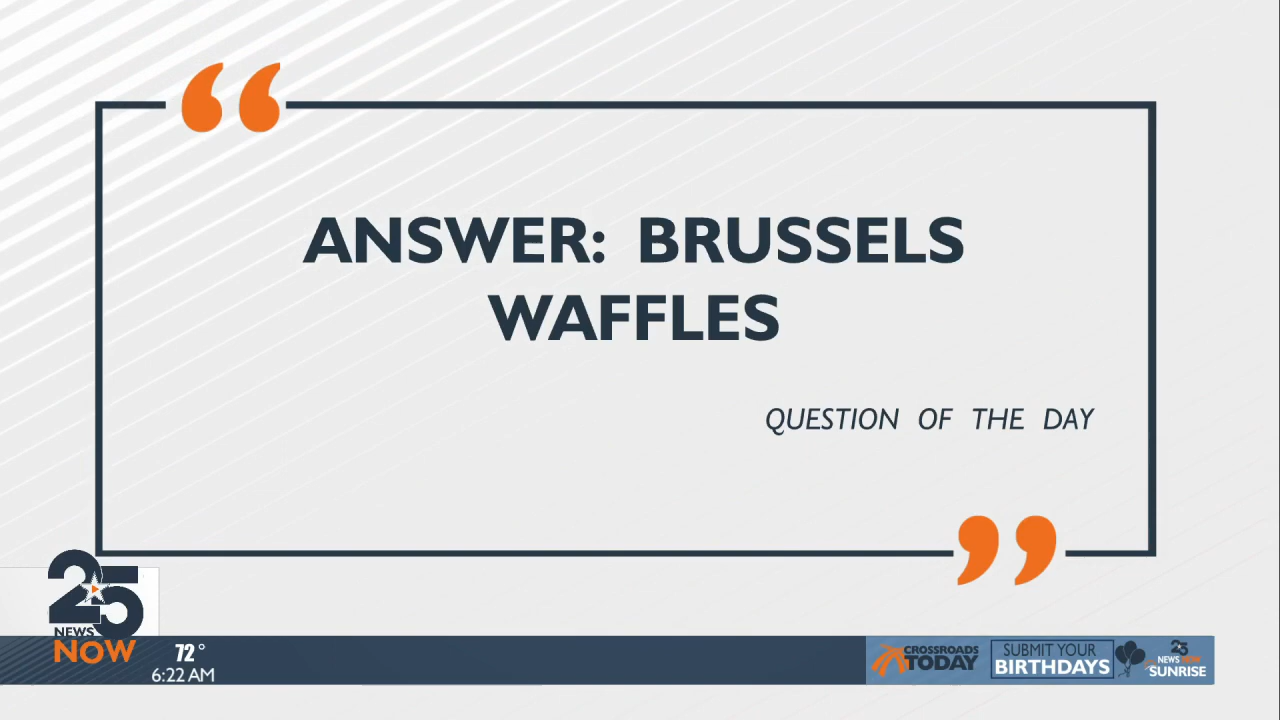 “
ANSWER: BRUSSELS
WAFFLES
QUESTION OF THE DAY
”
25
NEWS
NOW
72°
6:22 AM
CROSSROADS
TODAY
SUBMIT YOUR
BIRTHDAYS
25
NEWS NOW
SUNRISE